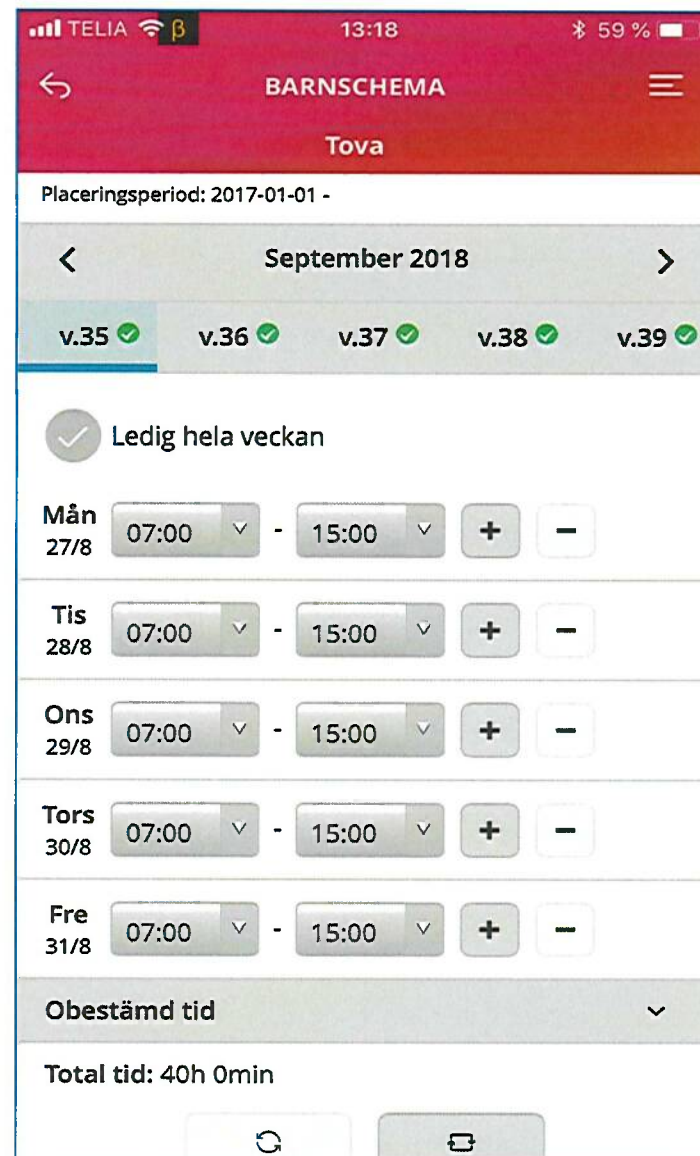 TELIA β 13:18 59 %
BARNSCHEMA
Tova
Placeringsperiod: 2017-01-01 -
< September 2018 >
v.35 v.36 v.37 v.38 v.39
Ledig hela veckan
Mån 07:00 - 15:00 + -
27/8
Tis 07:00 - 15:00 + -
28/8
Ons 07:00 - 15:00 + -
29/8
Tors 07:00 - 15:00 + -
30/8
Fre 07:00 - 15:00 + -
31/8
Obestämd tid
Total tid: 40h 0min